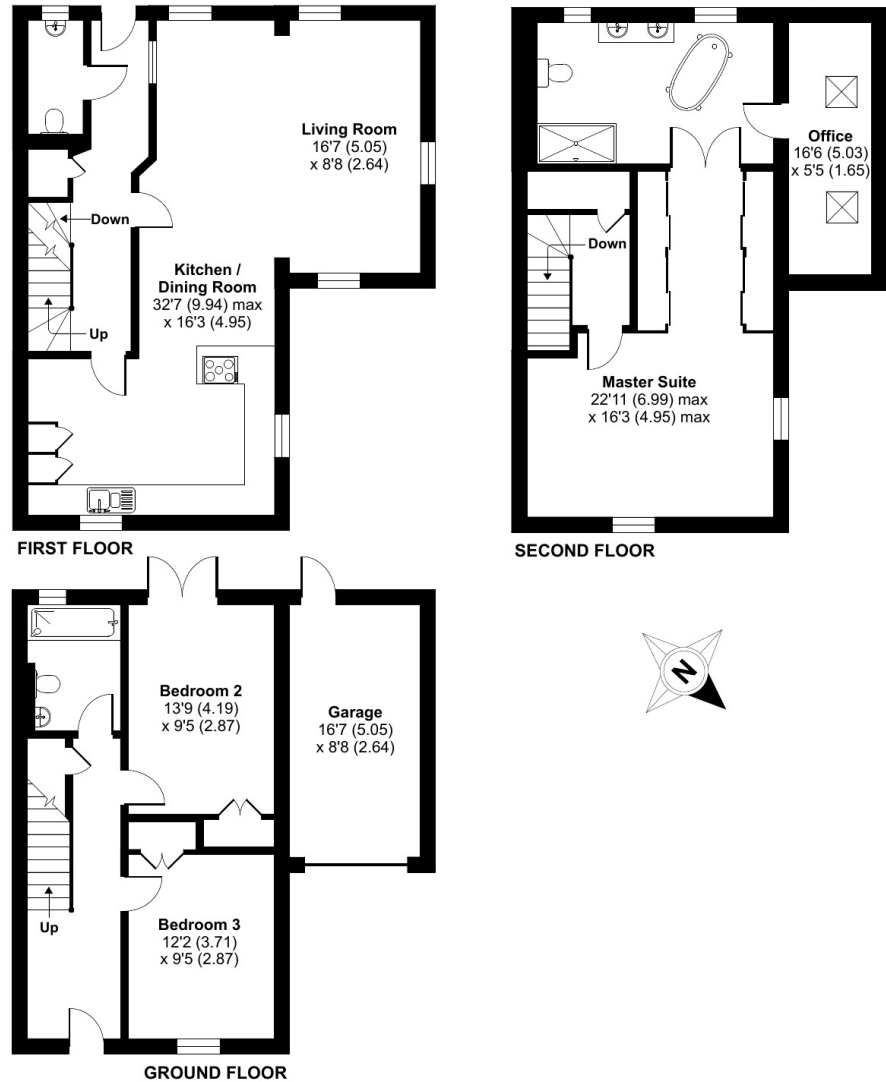 Living Room
16'7 (5.05)
x 8'8 (2.64)
Down
Kitchen /
Dining Room
32'7 (9.94) max
x 16'3 (4.95)
Up
FIRST FLOOR
Office
16'6 (5.03)
x 5'5 (1.65)
Down
Master Suite
22'11 (6.99) max
x 16'3 (4.95) max
SECOND FLOOR
Bedroom 2
13'9 (4.19)
x 9'5 (2.87)
Garage
16'7 (5.05)
x 8'8 (2.64)
Up
Bedroom 3
12'2 (3.71)
x 9'5 (2.87)
GROUND FLOOR
N